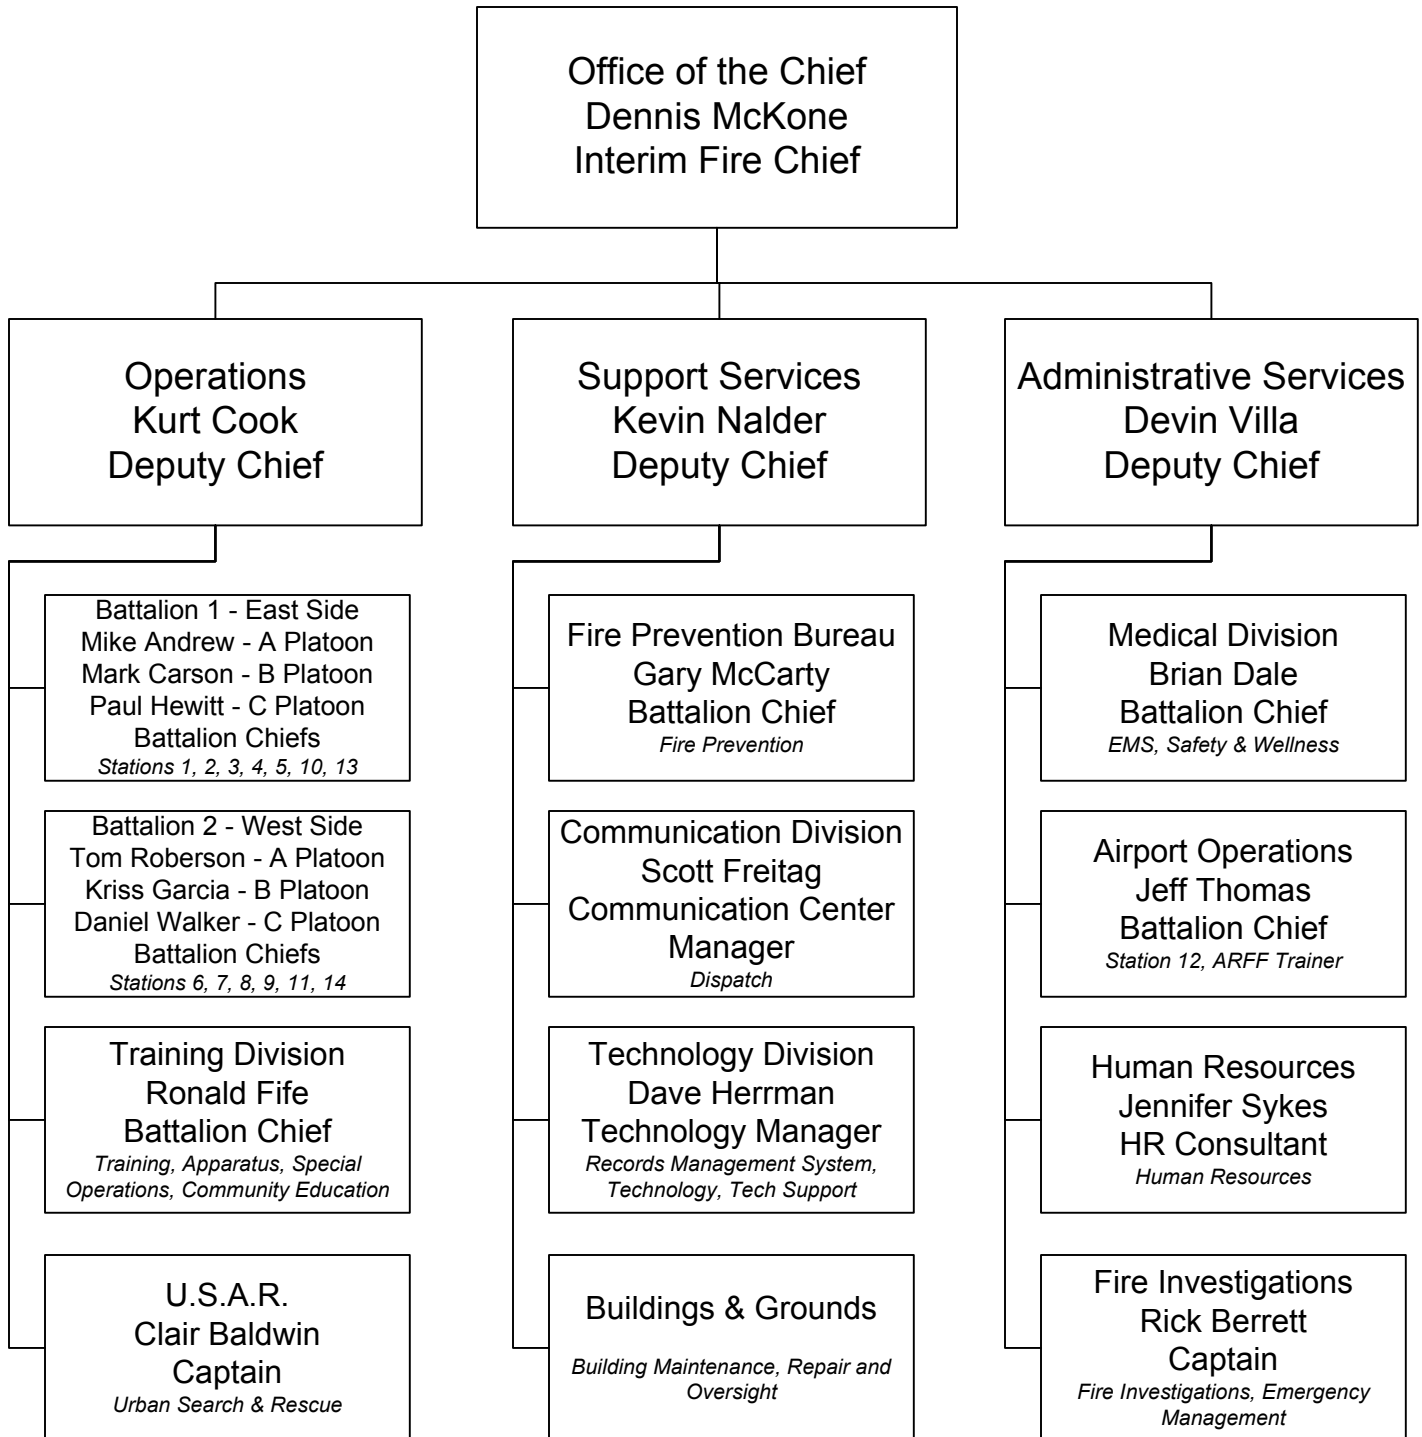 Office of the Chief
Dennis McKone
Interim Fire Chief
Operations
Kurt Cook
Deputy Chief
Support Services
Kevin Nalder
Deputy Chief
Administrative Services
Devin Villa
Deputy Chief
Battalion 1 - East Side
Mike Andrew - A Platoon
Mark Carson - B Platoon
Paul Hewitt - C Platoon
Battalion Chiefs
Stations 1, 2, 3, 4, 5, 10, 13
Battalion 2 - West Side
Tom Roberson - A Platoon
Kriss Garcia - B Platoon
Daniel Walker - C Platoon
Battalion Chiefs
Stations 6, 7, 8, 9, 11, 14
Training Division
Ronald Fife
Battalion Chief
Training, Apparatus, Special
Operations, Community Education
U.S.A.R.
Clair Baldwin
Captain
Urban Search & Rescue
Fire Prevention Bureau
Gary McCarty
Battalion Chief
Fire Prevention
Communication Division
Scott Freitag
Communication Center
Manager
Dispatch
Technology Division
Dave Herrman
Technology Manager
Records Management System,
Technology, Tech Support
Buildings & Grounds
Building Maintenance, Repair and
Oversight
Medical Division
Brian Dale
Battalion Chief
EMS, Safety & Wellness
Airport Operations
Jeff Thomas
Battalion Chief
Station 12, ARFF Trainer
Human Resources
Jennifer Sykes
HR Consultant
Human Resources
Fire Investigations
Rick Berrett
Captain
Fire Investigations, Emergency
Management